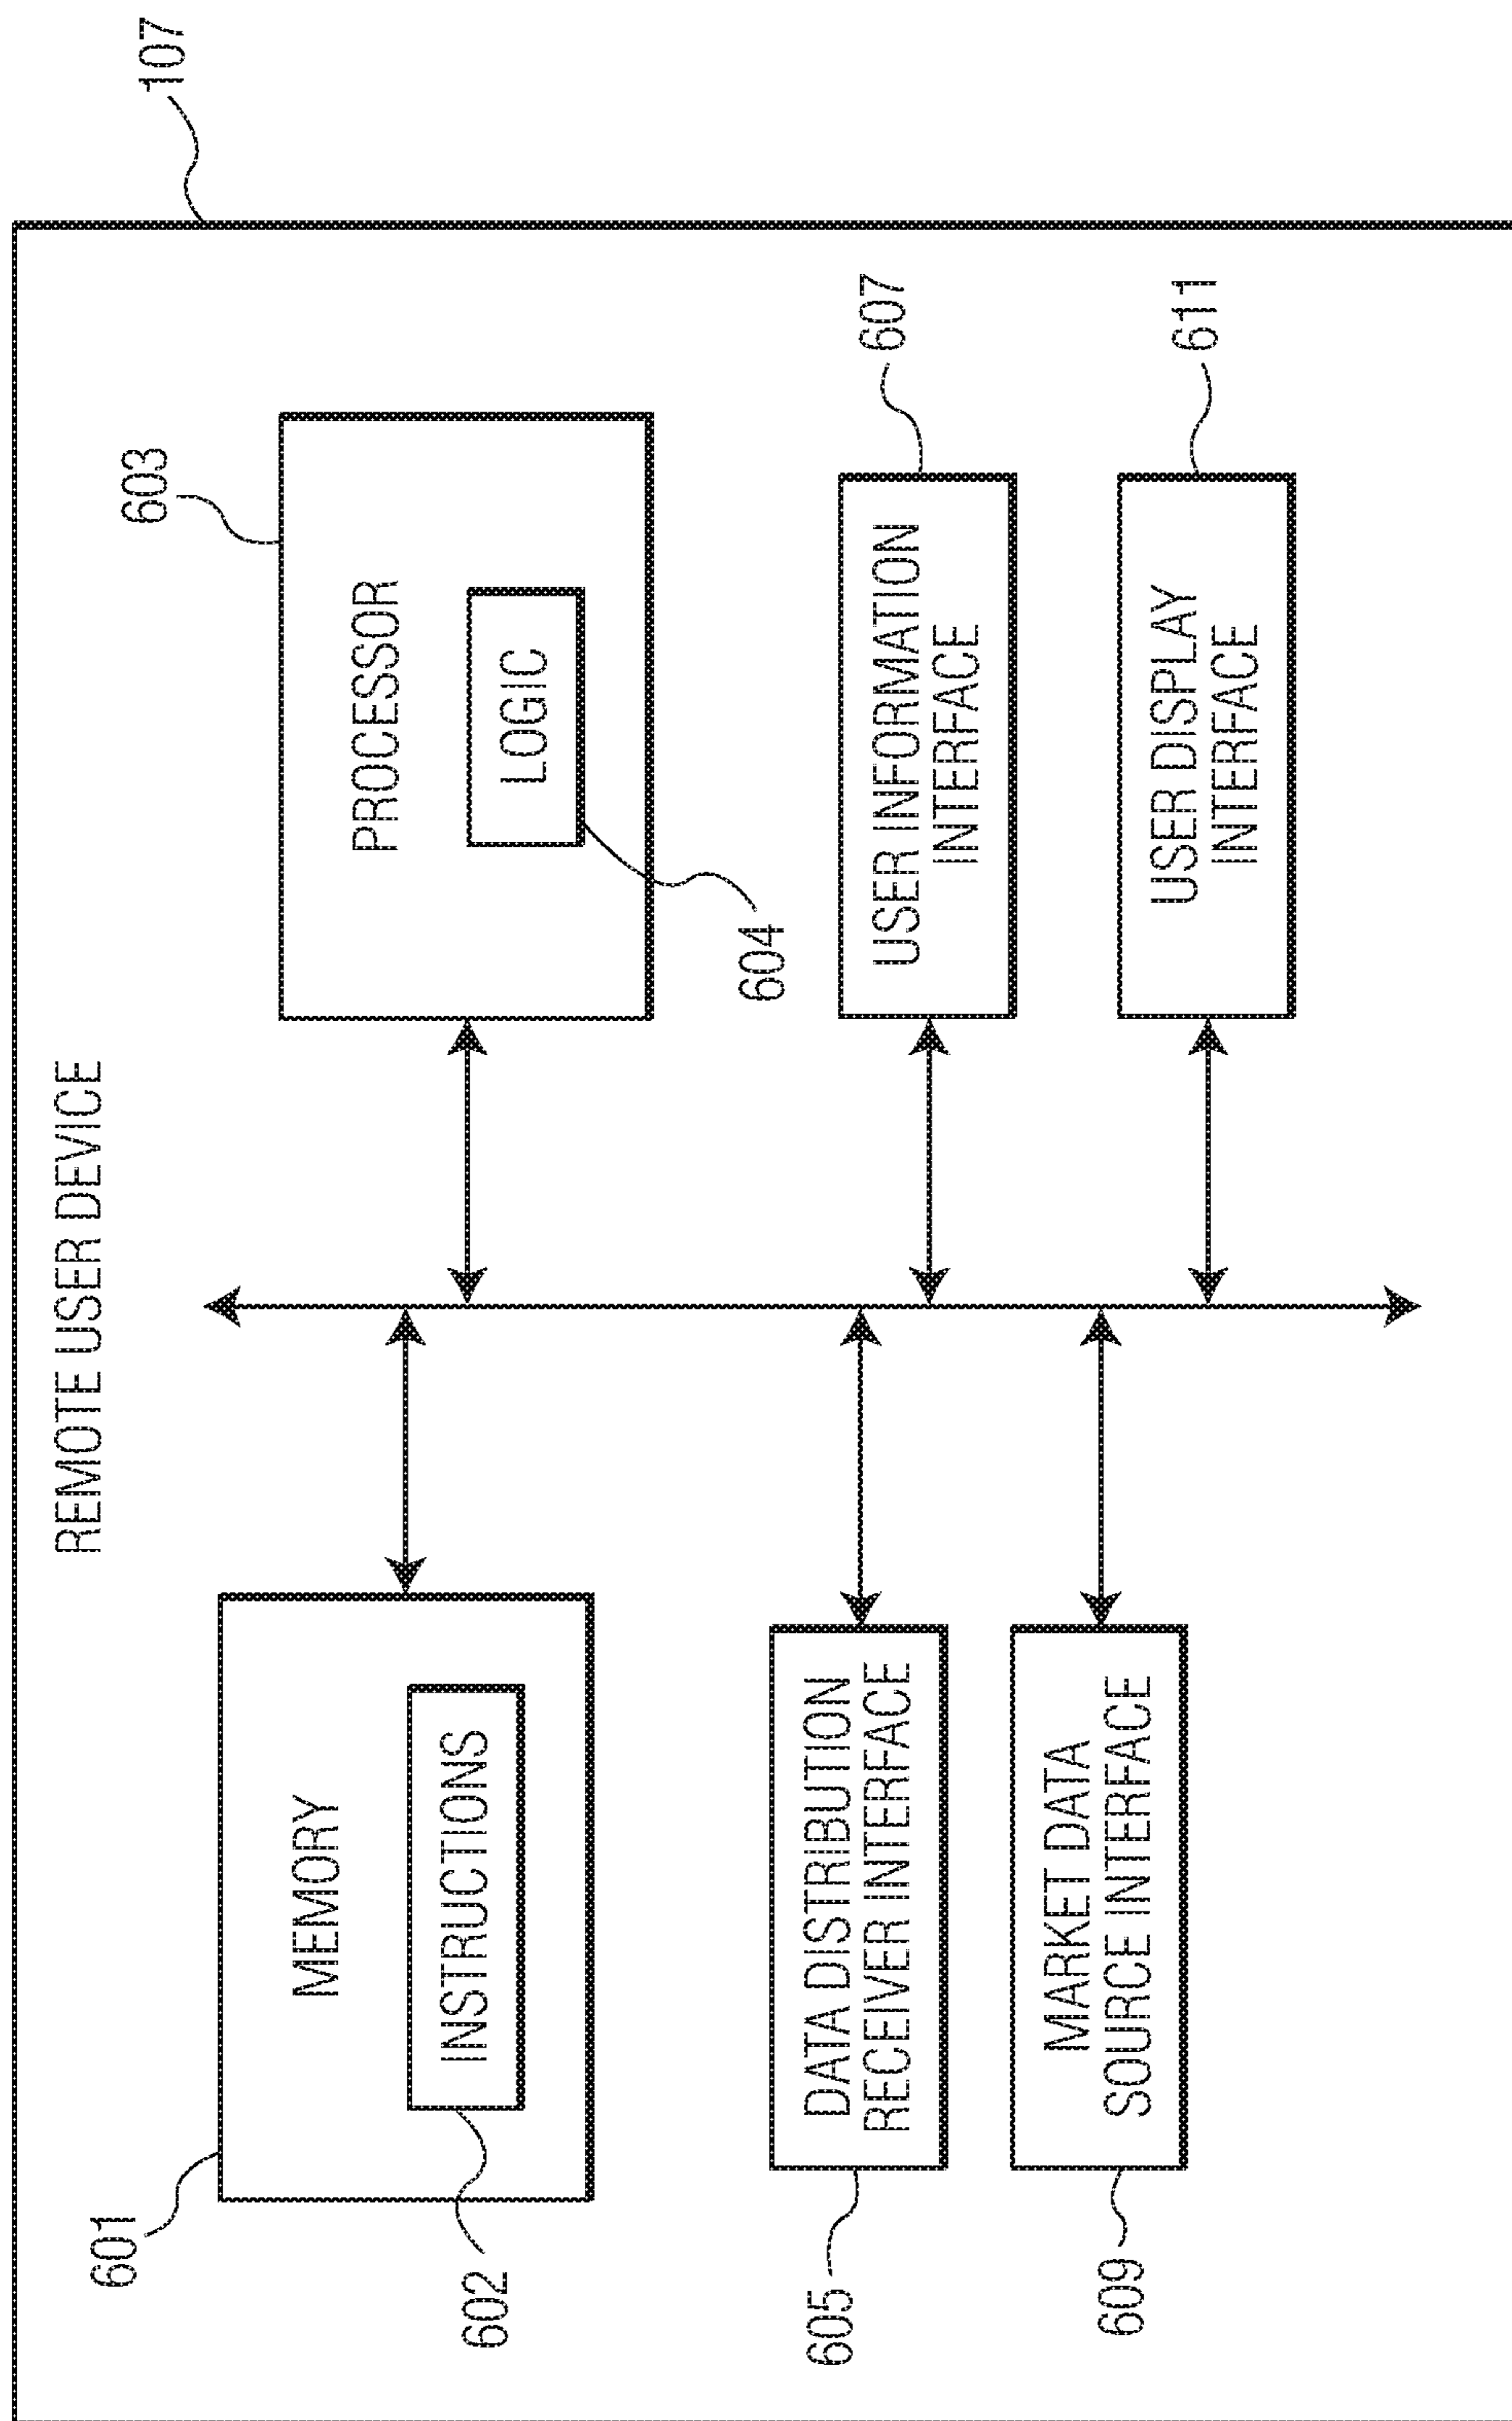 REMOTE USER DEVICE
107
601
MEMORY
INSTRUCTIONS
602
603
PROCESSOR
LOGIC
604
605
DATA DISTRIBUTION
RECEIVER INTERFACE
607
USER INFORMATION
INTERFACE
609
MARKET DATA
SOURCE INTERFACE
611
USER DISPLAY
INTERFACE